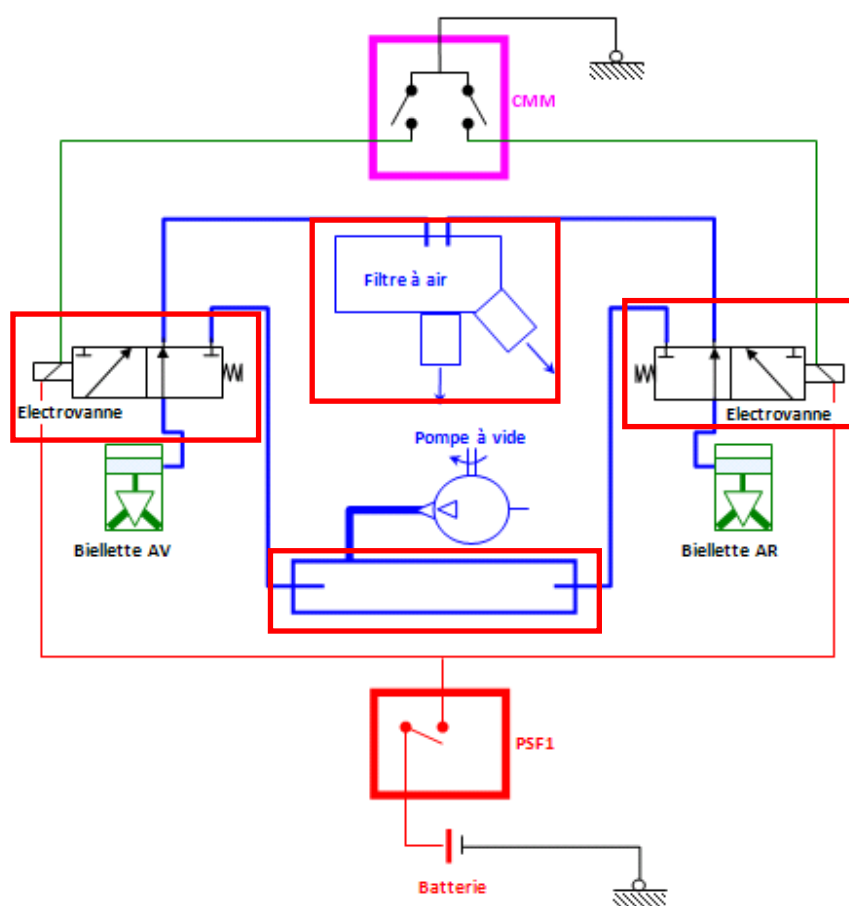 CMM
Filtre à air
Electrovanne
Electrovanne
Pompe à vide
Biellette AV
Biellette AR
PSF1
Batterie